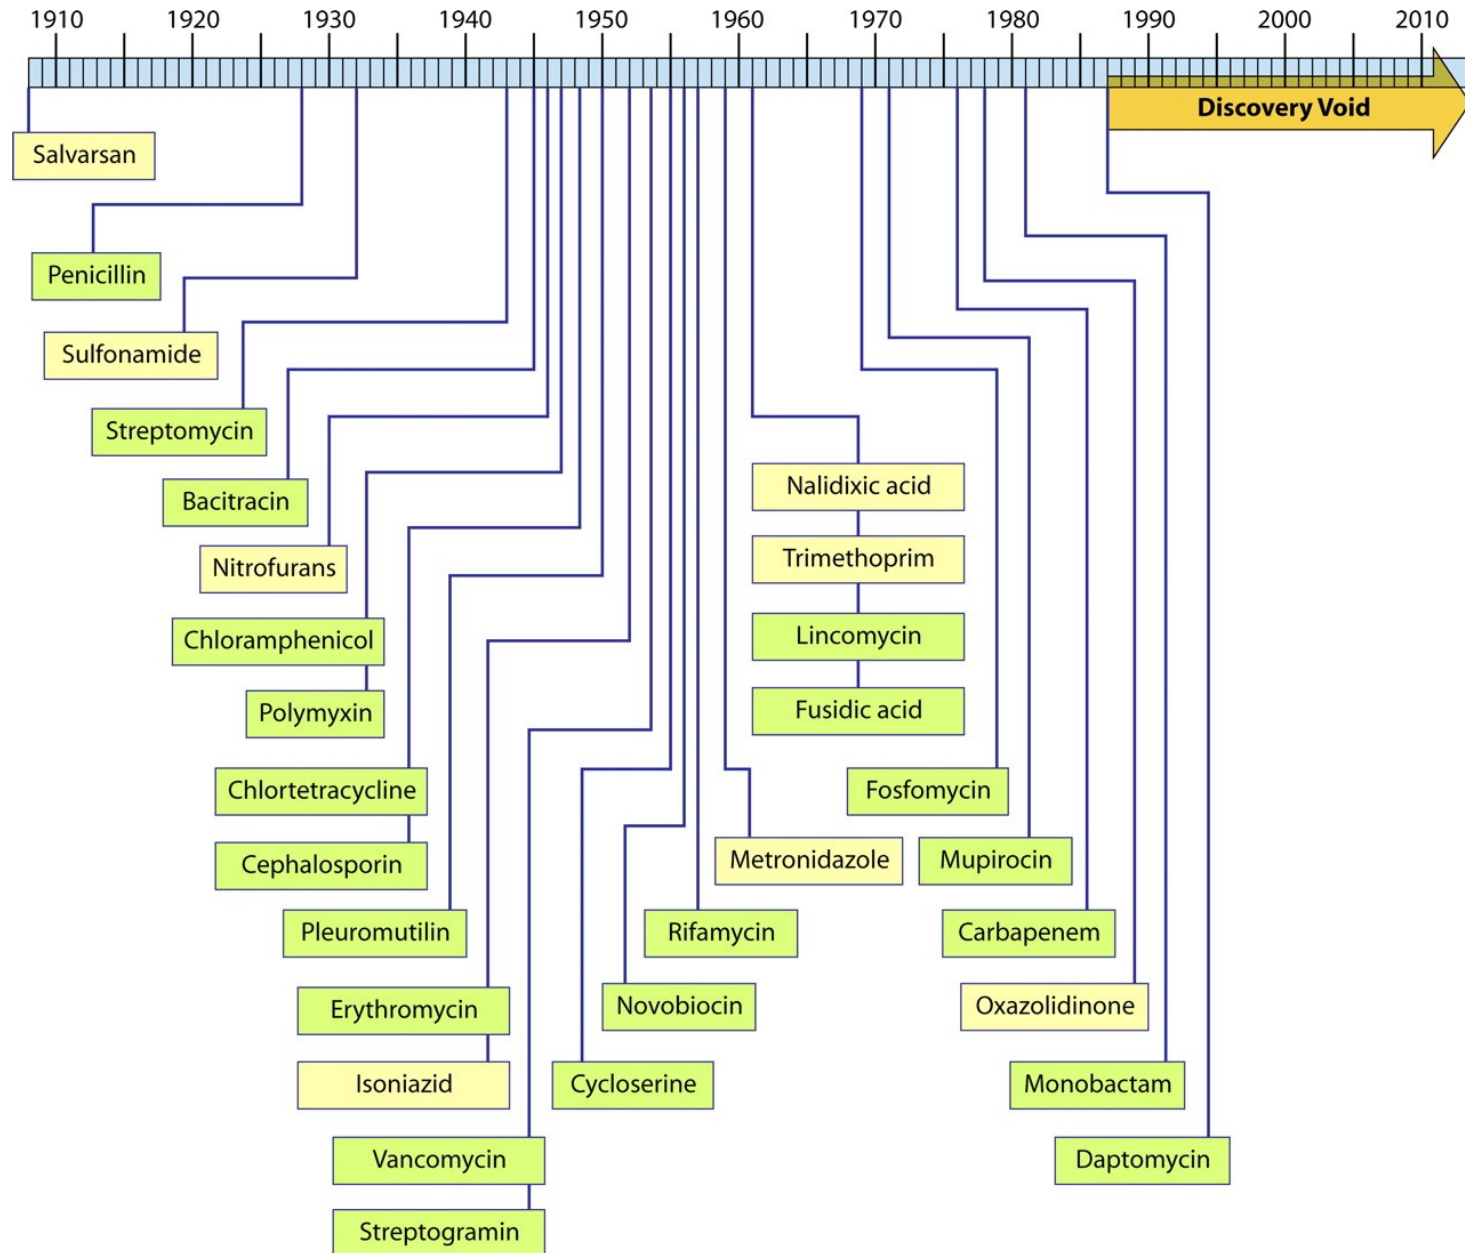 1910 1920 1930 1940 1950 1960 1970 1980 1990 2000 2010
Discovery Void
Salvarsan
Penicillin
Sulfonamide
Streptomycin
Bacitracin
Nitrofurans
Chloramphenicol
Polymyxin
Chlortetracycline
Cephalosporin
Pleuromutilin
Erythromycin
Isoniazid
Vancomycin
Streptogramin
Cycloserine
Novobiocin
Rifamycin
Metronidazole
Nalidixic acid
Trimethoprim
Lincomycin
Fusidic acid
Fosfomycin
Mupirocin
Carbapenem
Oxazolidinone
Monobactam
Daptomycin